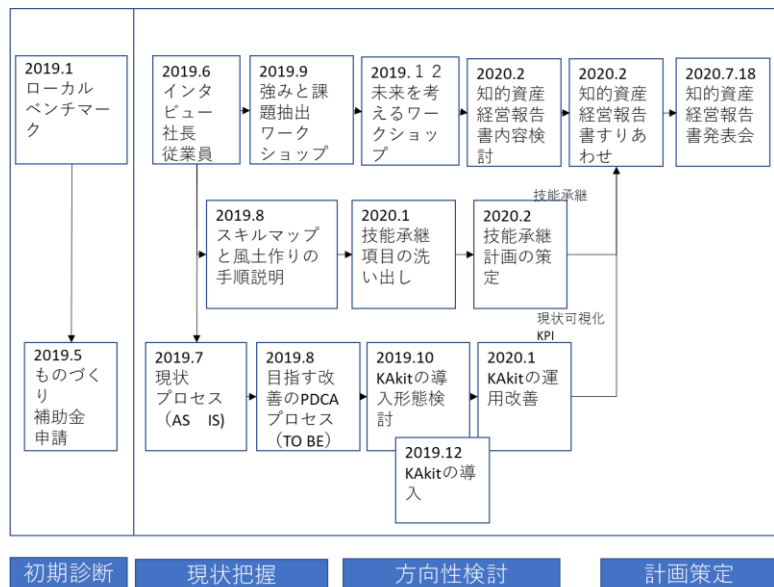 2019.1
ローカル
ベンチマー
ク
2019.6
インタ
ビュー
社長
従業員
2019.9
強みと課
題抽出
ワーク
ショップ
2019.１２
未来を考
えるワーク
ショッ
プ
2020.2
知的資産
経営報告
書内容検
討
2020.2
知的資産
経営報告
書すりあ
わせ
2020.7.18
知的資産
経営報告
書発表会
技能承継
2019.8
スキルマップ
と風土作りの
手順説明
2020.1
技能承継
項目の洗
い出し
2020.2
技能承継
計画の策
定
現状可視化
KPI
2019.5
ものづく
り
補助金
申請
2019.7
現状
プロセス
（AS　IS)
2019.8
目指す改
善のPDCA
プロセス
（TO BE）
2019.10
KAkitの導
入形態検
討
2020.1
KAkitの運
用改善
2019.12
KAkitの導
入
初期診断
現状把握
方向性検討
計画策定